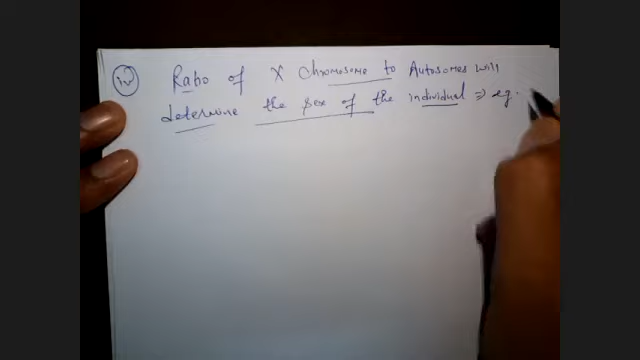 (iv) Ratio of X Chromosome to Autosomes will
determine the sex of the individual ⇒ eg.